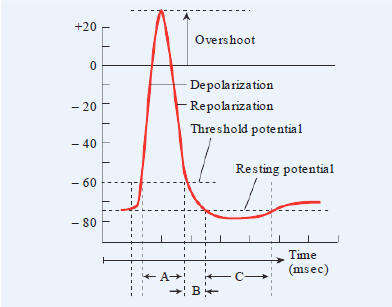 +20
Overshoot
0
Depolarization
– 20
Repolarization
Threshold potential
– 40
Resting potential
– 60
– 80
Time
(msec)
A
C
B